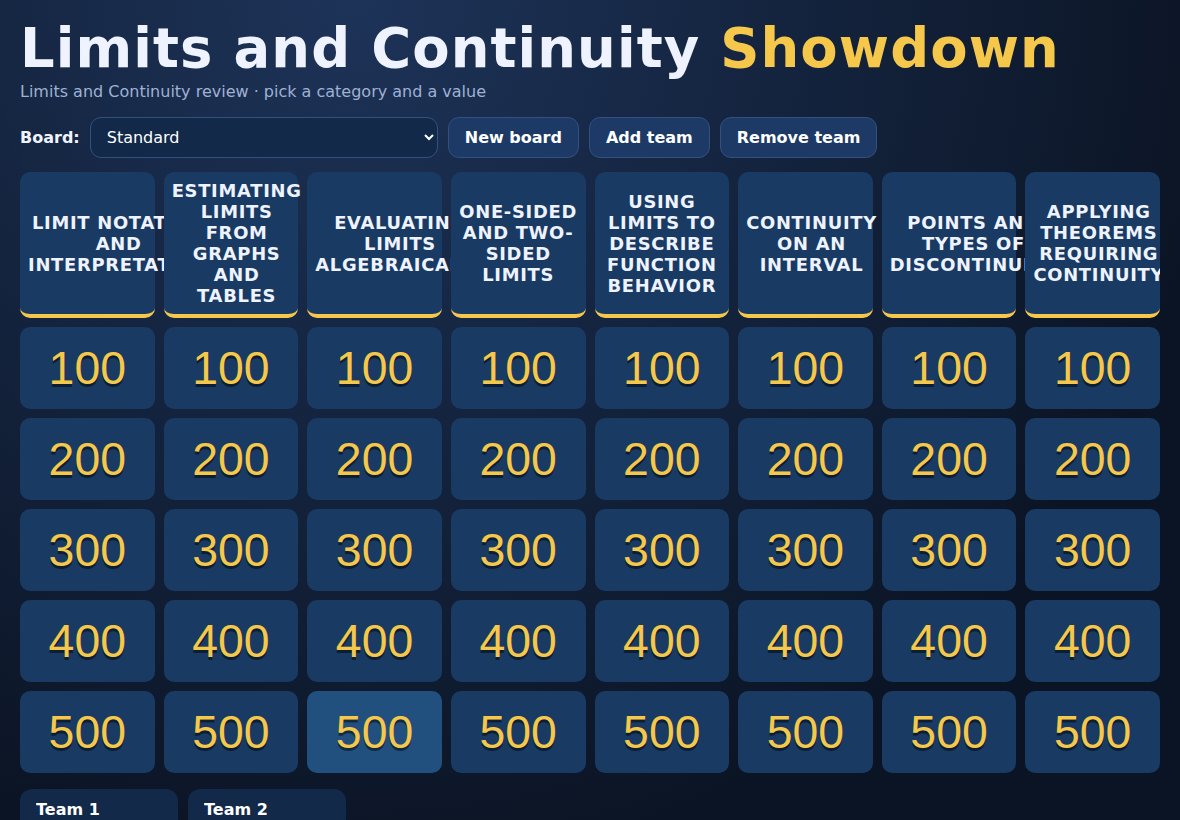 Limits and Continuity Showdown
Limits and Continuity review · pick a category and a value
Board: Standard New board Add team Remove team
LIMIT NOTAT
AND
INTERPRETAT
ESTIMATING
LIMITS
FROM
GRAPHS
AND
TABLES
EVALUATIN
LIMITS
ALGEBRAICA
ONE-SIDED
AND TWO-
SIDED
LIMITS
USING
LIMITS TO
DESCRIBE
FUNCTION
BEHAVIOR
CONTINUITY
ON AN
INTERVAL
POINTS AN
TYPES OF
DISCONTINU
APPLYING
THEOREMS
REQUIRING
CONTINUITY
100 100 100 100 100 100 100 100
200 200 200 200 200 200 200 200
300 300 300 300 300 300 300 300
400 400 400 400 400 400 400 400
500 500 500 500 500 500 500 500
Team 1 Team 2